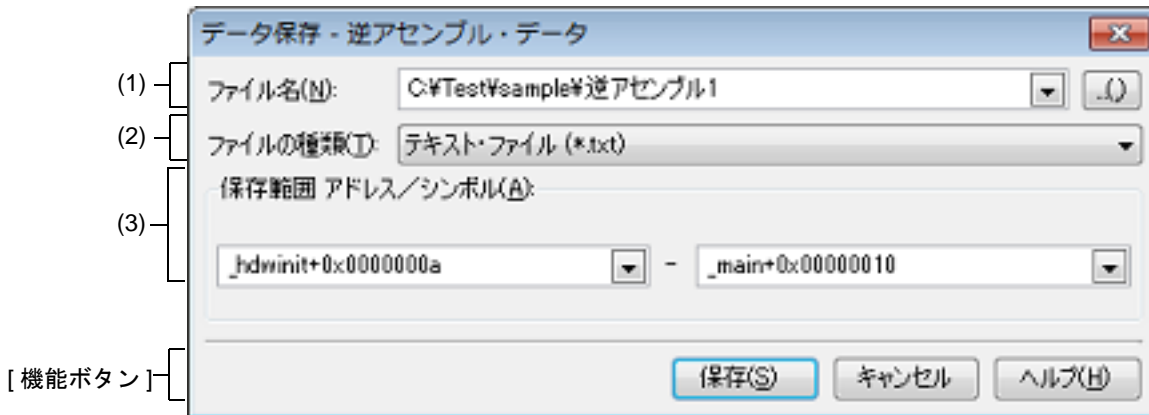 データ保存 - 逆アセンブル・データ
(1)
ファイル名(N):
C:¥Test¥sample¥逆アセンブル1
...()
(2)
ファイルの種類(T):
テキスト・ファイル (*.txt)
(3)
保存範囲 アドレス／シンボル(A):
_hdwinit+0x0000000a
-
_main+0x00000010
[ 機能ボタン ]
保存(S)
キャンセル
ヘルプ(H)